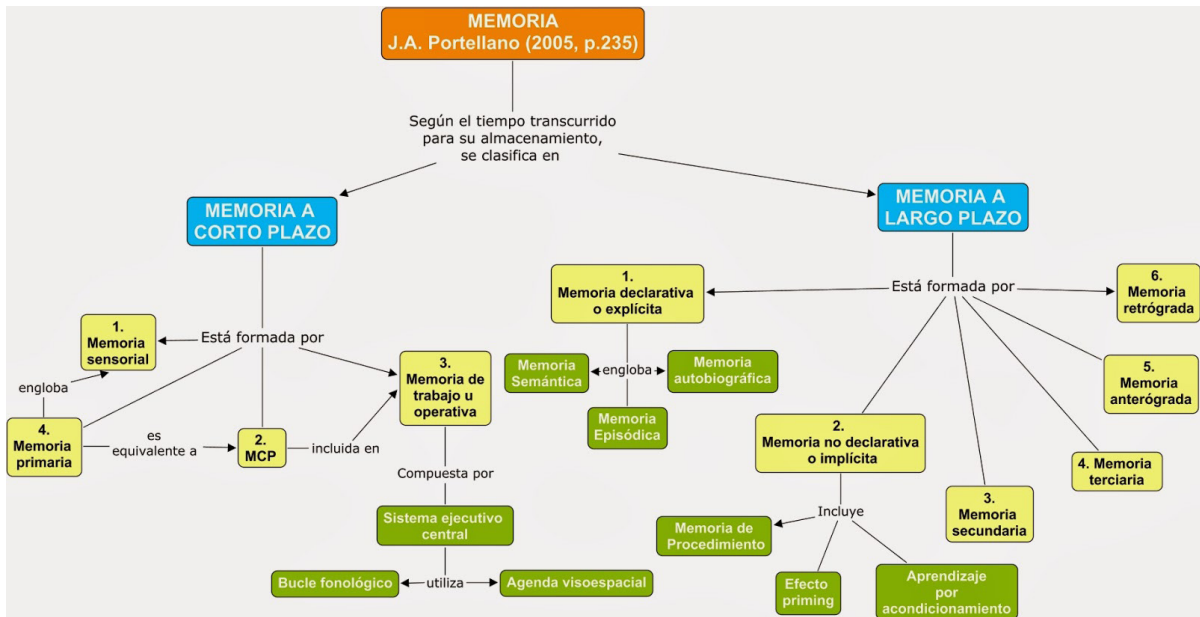 MEMORIA
J.A. Portellano (2005, p.235)
Según el tiempo transcurrido
para su almacenamiento,
se clasifica en
MEMORIA A
CORTO PLAZO
Está formada por
1.
Memoria
sensorial
engloba
4.
Memoria
primaria
es
equivalente a
2.
MCP
incluida en
3.
Memoria de
trabajo u
operativa
Compuesta por
Sistema ejecutivo
central
Bucle fonológico
utiliza
Agenda visoespacial
MEMORIA A
LARGO PLAZO
Está formada por
1.
Memoria declarativa
o explícita
Memoria
Semántica
engloba
Memoria
autobiográfica
Memoria
Episódica
2.
Memoria no declarativa
o implícita
Incluye
Memoria de
Procedimiento
Efecto
priming
Aprendizaje
por
acondicionamiento
3.
Memoria
secundaria
4. Memoria
terciaria
5.
Memoria
anterógrada
6.
Memoria
retrógrada